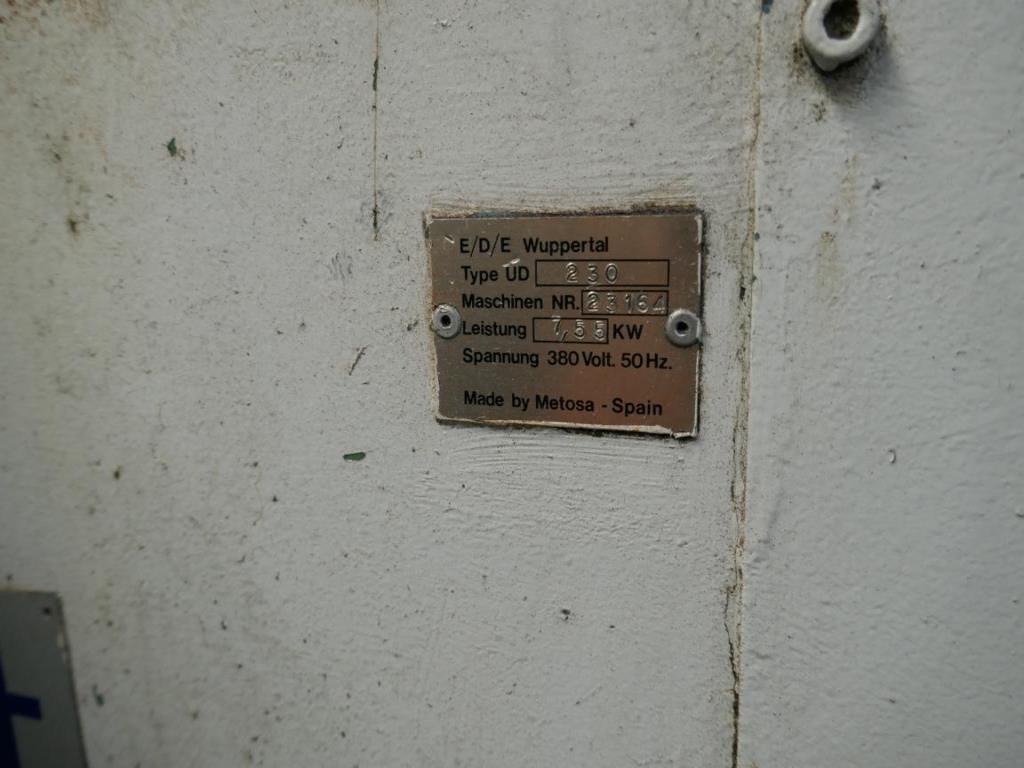 E/D/E Wuppertal
Type UD 230
Maschinen NR. 23164
Leistung 7,55 KW
Spannung 380 Volt. 50 Hz.
Made by Metosa - Spain